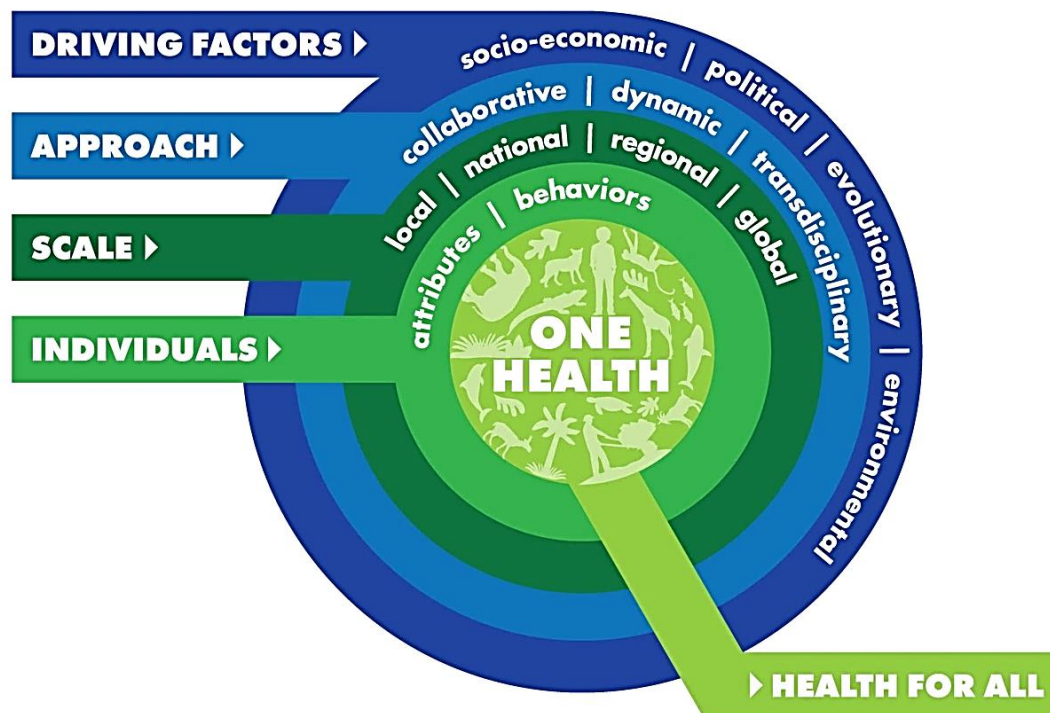 DRIVING FACTORS
socio-economic | political | evolutionary | environmental
APPROACH
collaborative | dynamic | transdisciplinary
SCALE
local | national | regional | global
INDIVIDUALS
attributes | behaviors
ONE
HEALTH
HEALTH FOR ALL